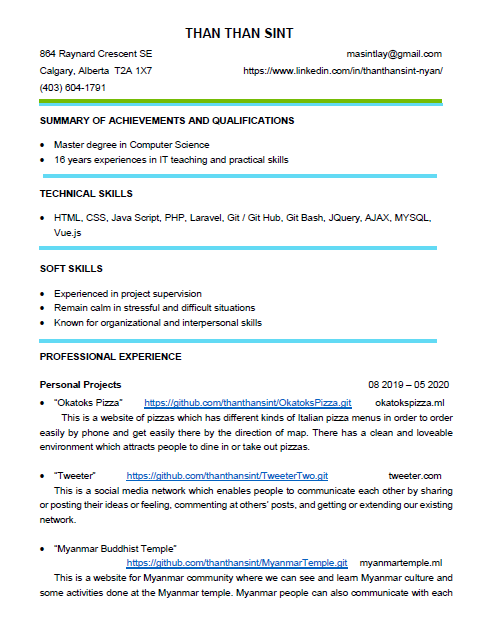 THAN THAN SINT
864 Raynard Crescent SE masintlay@gmail.com
Calgary, Alberta T2A 1X7 https://www.linkedin.com/in/thanthansint-nyan/
(403) 604-1791
SUMMARY OF ACHIEVEMENTS AND QUALIFICATIONS
• Master degree in Computer Science
• 16 years experiences in IT teaching and practical skills
TECHNICAL SKILLS
• HTML, CSS, Java Script, PHP, Laravel, Git / Git Hub, Git Bash, JQuery, AJAX, MYSQL,
Vue.js
SOFT SKILLS
• Experienced in project supervision
• Remain calm in stressful and difficult situations
• Known for organizational and interpersonal skills
PROFESSIONAL EXPERIENCE
Personal Projects 08 2019 – 05 2020
• "Okatoks Pizza" https://github.com/thanthansint/OkatoksPizza.git okatokspizza.ml
This is a website of pizzas which has different kinds of Italian pizza menus in order to order
easily by phone and get easily there by the direction of map. There has a clean and loveable
environment which attracts people to dine in or take out pizzas.
• "Tweeter" https://github.com/thanthansint/TweeterTwo.git tweeter.com
This is a social media network which enables people to communicate each other by sharing
or posting their ideas or feeling, commenting at others' posts, and getting or extending our existing
network.
• "Myanmar Buddhist Temple"
https://github.com/thanthansint/MyanmarTemple.git myanmartemple.ml
This is a website for Myanmar community where we can see and learn Myanmar culture and
some activities done at the Myanmar temple. Myanmar people can also communicate with each